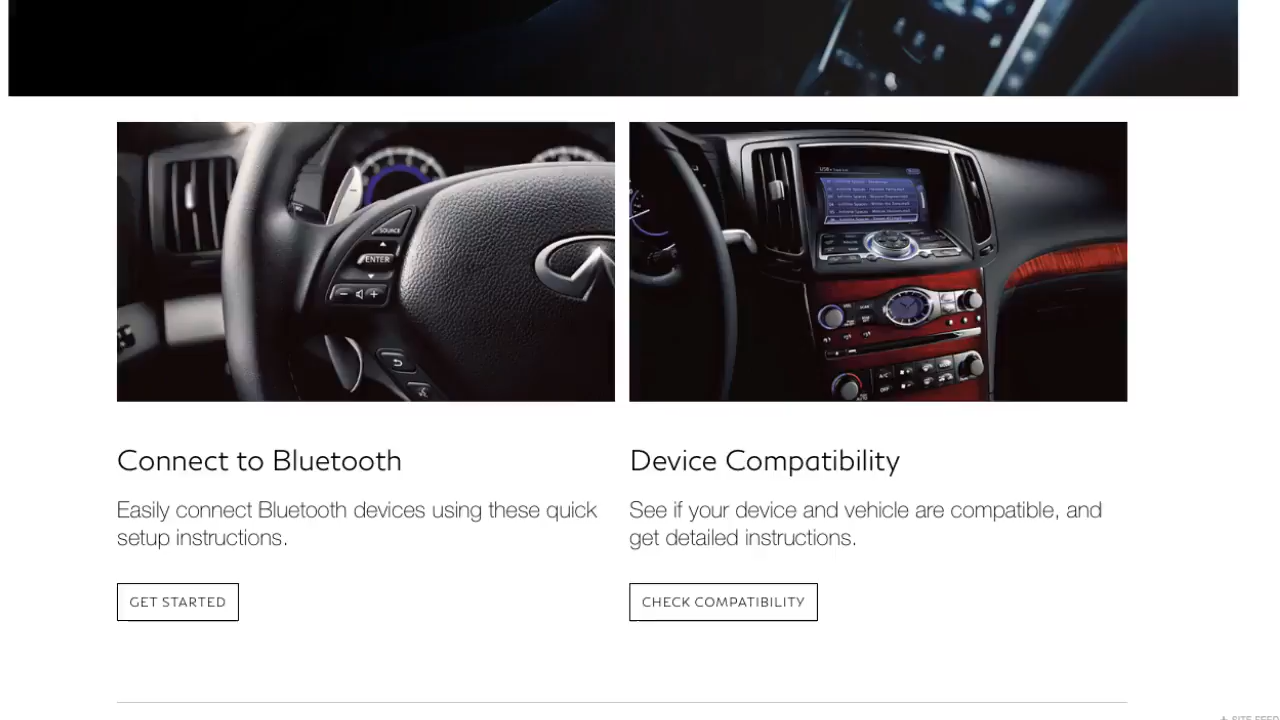 SOURCE
ENTER
Connect to Bluetooth
Easily connect Bluetooth devices using these quick
setup instructions.
GET STARTED
Device Compatibility
See if your device and vehicle are compatible, and
get detailed instructions.
CHECK COMPATIBILITY